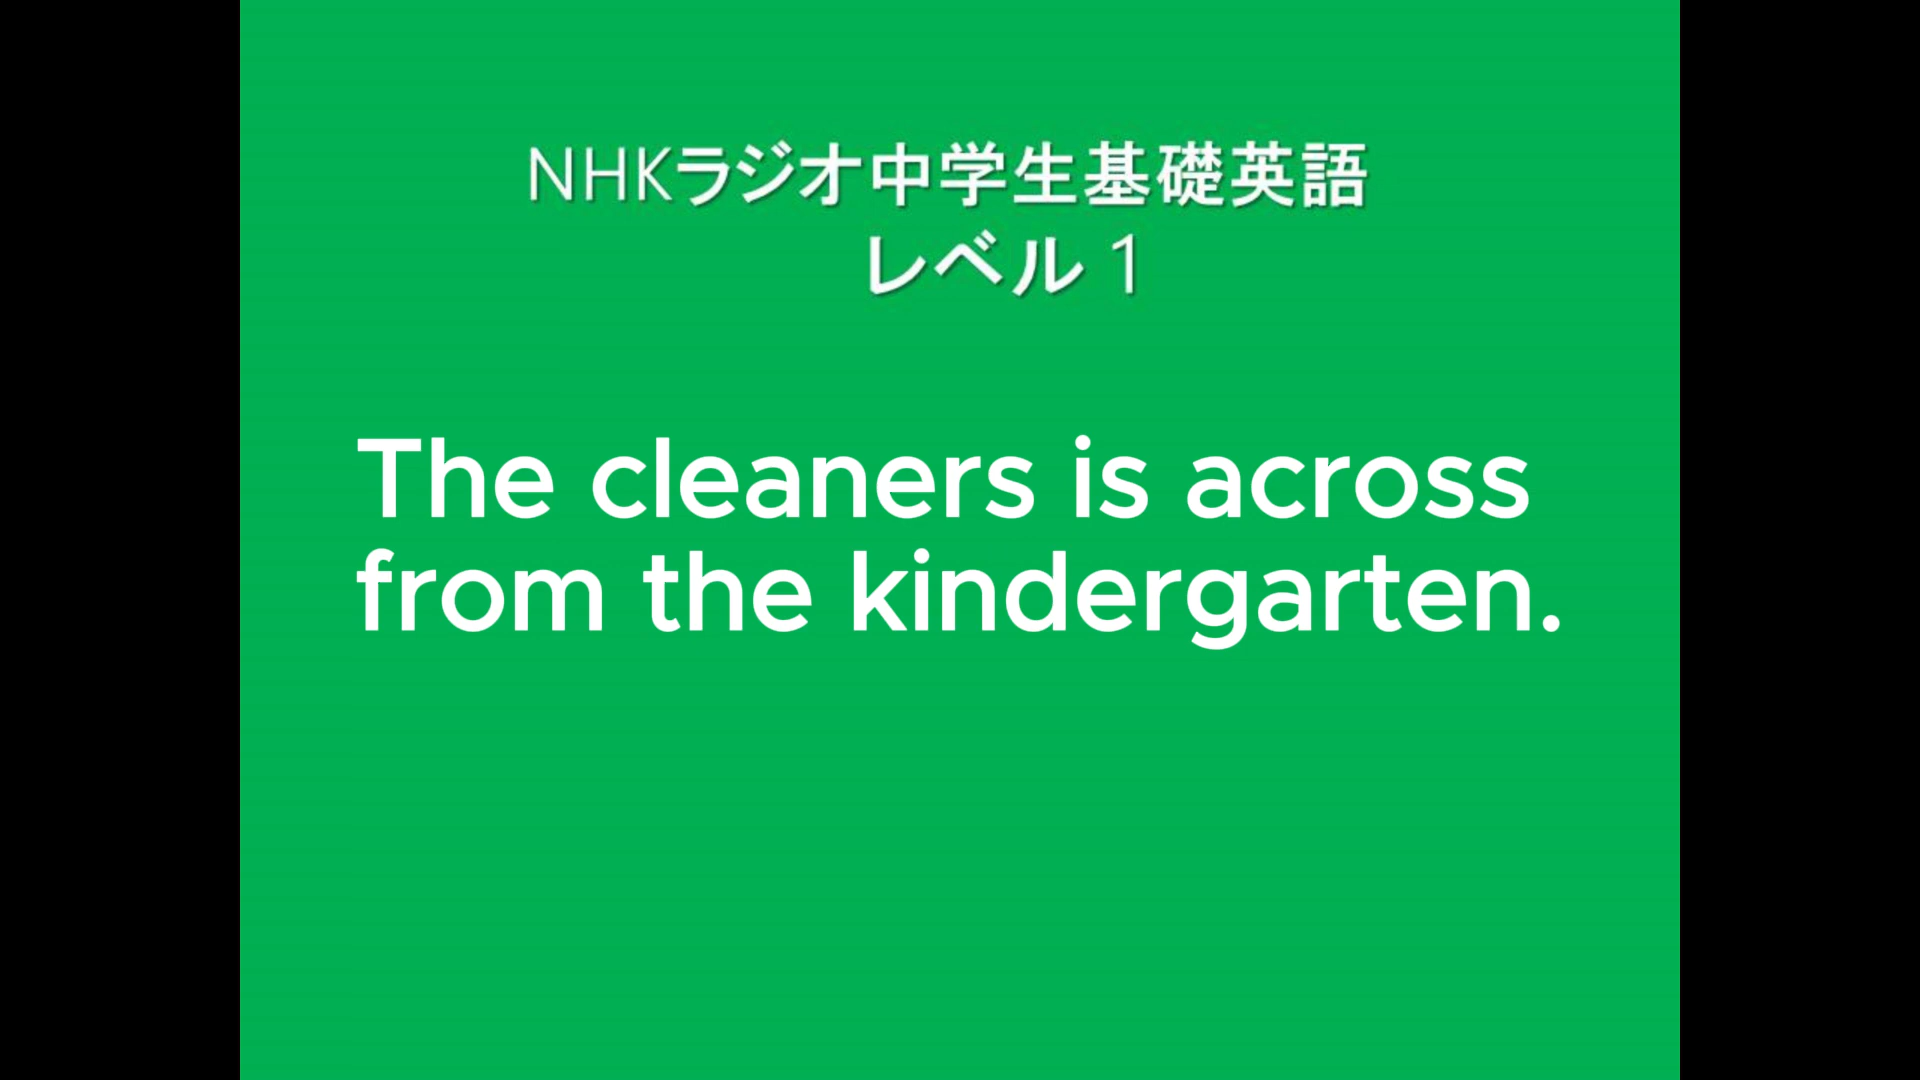 NHKラジオ中学生基礎英語
レベル 1
The cleaners is across
from the kindergarten.